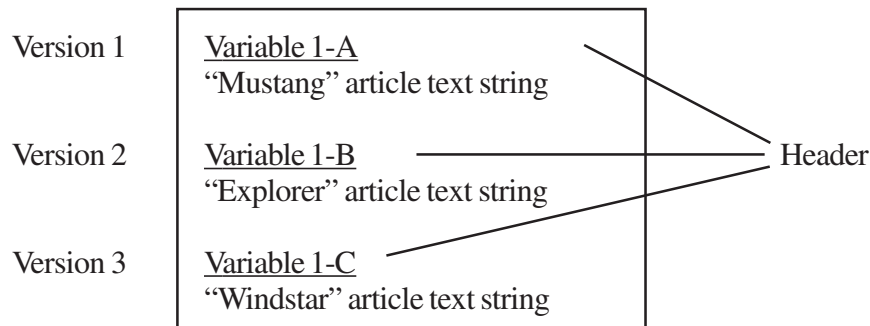 Version 1 Variable 1-A
“Mustang” article text string
Version 2 Variable 1-B Header
“Explorer” article text string
Version 3 Variable 1-C
“Windstar” article text string